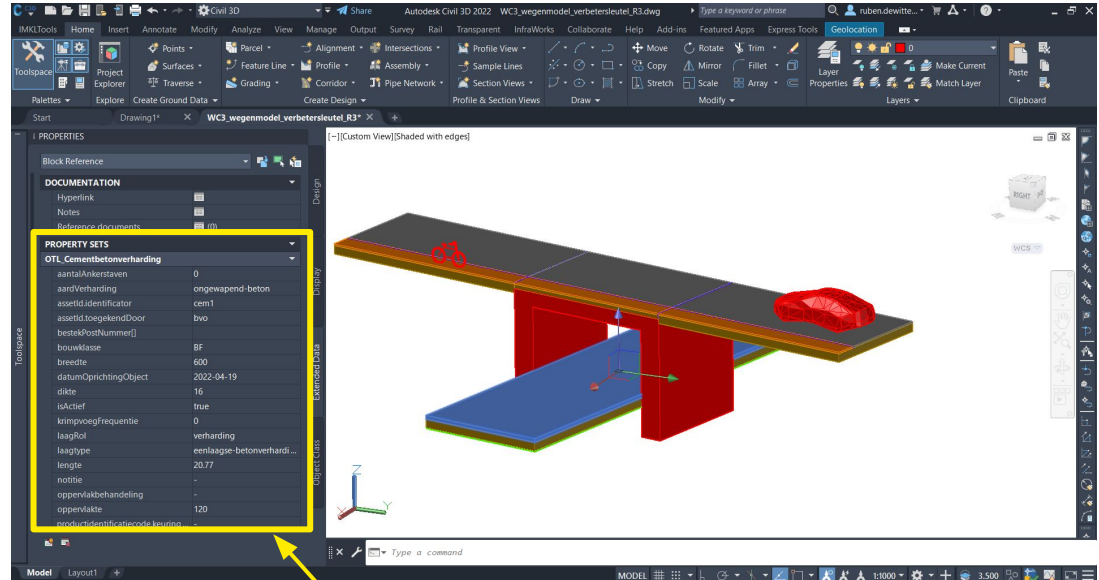 C3D Civil 3D Share Autodesk Civil 3D 2022 WC3_wegenmodel_verbetersleutel_R3.dwg Type a keyword or phrase ruben.dewitte...
IMKLTools Home Insert Annotate Modify Analyze View Manage Output Survey Rail Transparent InfraWorks Collaborate Help Add-ins Featured Apps Express Tools Geolocation
Points Parcel Alignment Intersections Profile View Move Rotate Trim 0
Toolspace Project Explorer Surfaces Feature Line Profile Assembly Sample Lines Copy Mirror Fillet Layer Properties Make Current Paste
Traverse Grading Corridor Pipe Network Section Views Stretch Scale Array Match Layer
Palettes Explore Create Ground Data Create Design Profile & Section Views Draw Modify Layers Clipboard
Start Drawing1* WC3_wegenmodel_verbetersleutel_R3*
PROPERTIES
[-][Custom View][Shaded with edges]
Block Reference
DOCUMENTATION
Hyperlink
Notes
Reference documents (0)
PROPERTY SETS
OTL_Cementbetonverharding
aantalAnkerstaven 0
aardVerharding ongewapend-beton
assetId.identificator cem1
assetId.toegekendDoor bvo
bestekPostNummer[]
bouwklasse BF
breedte 600
datumOprichtingObject 2022-04-19
dikte 16
isActief true
krimpvoegFrequentie 0
laagRol verharding
laagtype eenlaagse-betonverhardi...
lengte 20.77
notitie -
oppervlakbehandeling -
oppervlakte 120
productidentificatiecode.keuring... -
Design
Display
Extended Data
Object Class
Toolspace
RIGHT
WCS
Z
Y
X
Type a command
Model Layout1 + MODEL 1:1000 3.500